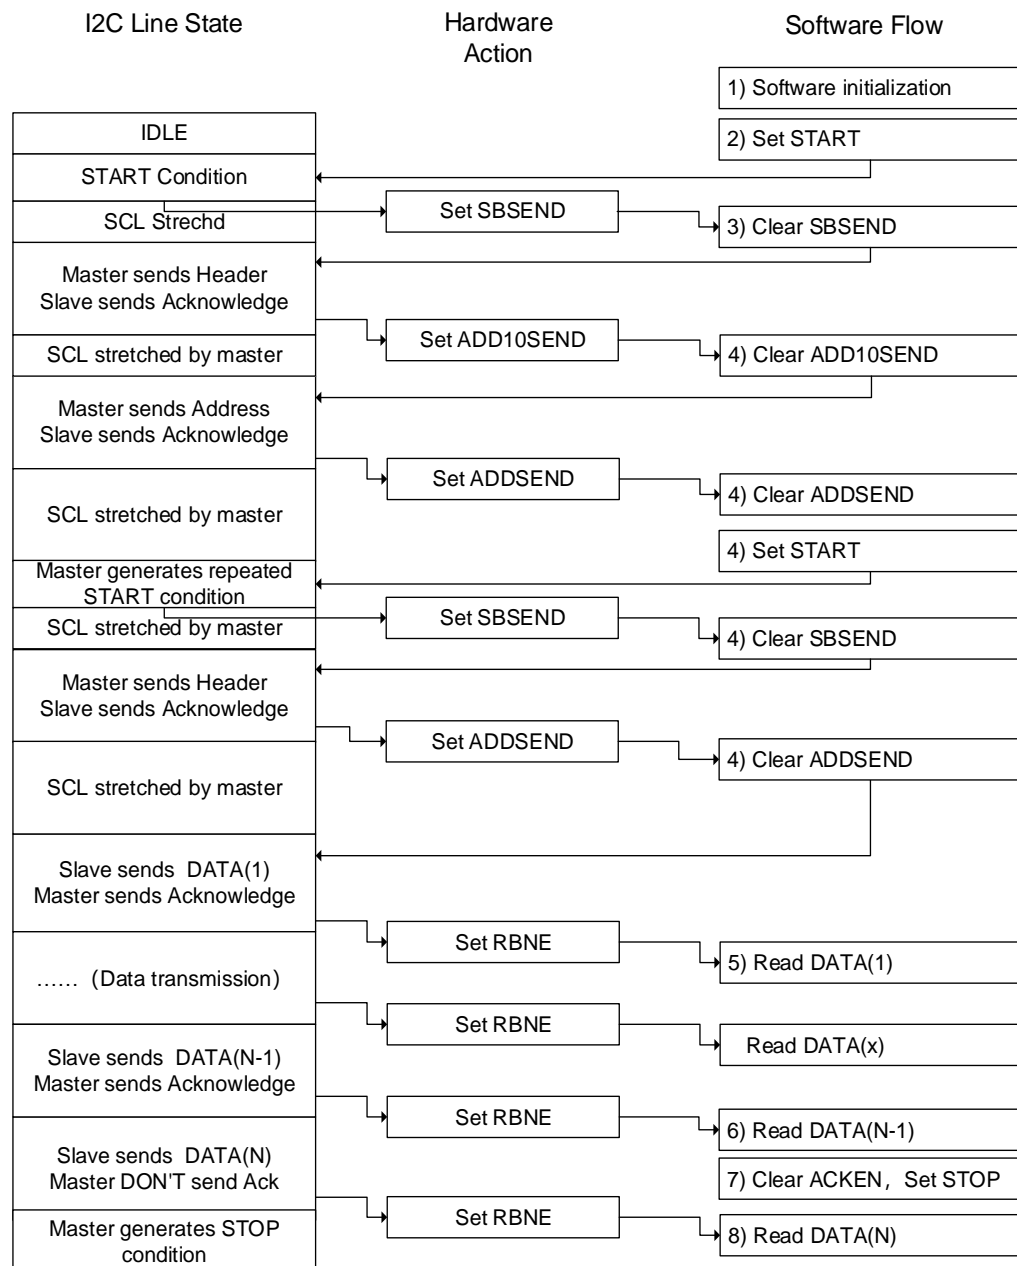 I2C Line State
Hardware
Action
Software Flow
1) Software initialization
IDLE
2) Set START
START Condition
Set SBSEND
SCL Strechd
3) Clear SBSEND
Master sends Header
Slave sends Acknowledge
Set ADD10SEND
SCL stretched by master
4) Clear ADD10SEND
Master sends Address
Slave sends Acknowledge
Set ADDSEND
4) Clear ADDSEND
SCL stretched by master
4) Set START
Master generates repeated
START condition
Set SBSEND
SCL stretched by master
4) Clear SBSEND
Master sends Header
Slave sends Acknowledge
Set ADDSEND
4) Clear ADDSEND
SCL stretched by master
Slave sends DATA(1)
Master sends Acknowledge
Set RBNE
5) Read DATA(1)
...... (Data transmission)
Set RBNE
Read DATA(x)
Slave sends DATA(N-1)
Master sends Acknowledge
Set RBNE
6) Read DATA(N-1)
Slave sends DATA(N)
Master DON'T send Ack
7) Clear ACKEN，Set STOP
Set RBNE
8) Read DATA(N)
Master generates STOP
condition